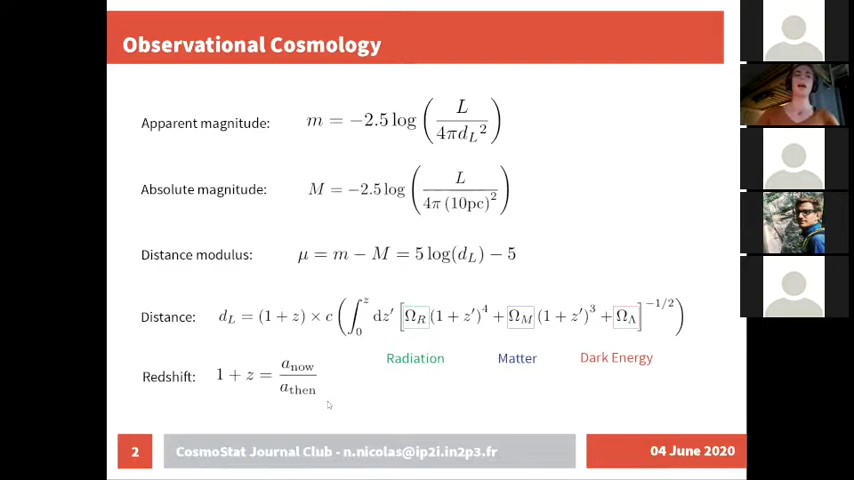 Observational Cosmology
Apparent magnitude: m = −2.5 log ( L / 4πd_L² )
Absolute magnitude: M = −2.5 log ( L / 4π (10pc)² )
Distance modulus: μ = m − M = 5 log(d_L) − 5
Distance: d_L = (1 + z) × c ( ∫₀ᶻ dz′ [ Ω_R (1 + z′)⁴ + Ω_M (1 + z′)³ + Ω_Λ ]^−1/2 )
Radiation Matter Dark Energy
Redshift: 1 + z = a_now / a_then
2 CosmoStat Journal Club - n.nicolas@ip2i.in2p3.fr 04 June 2020